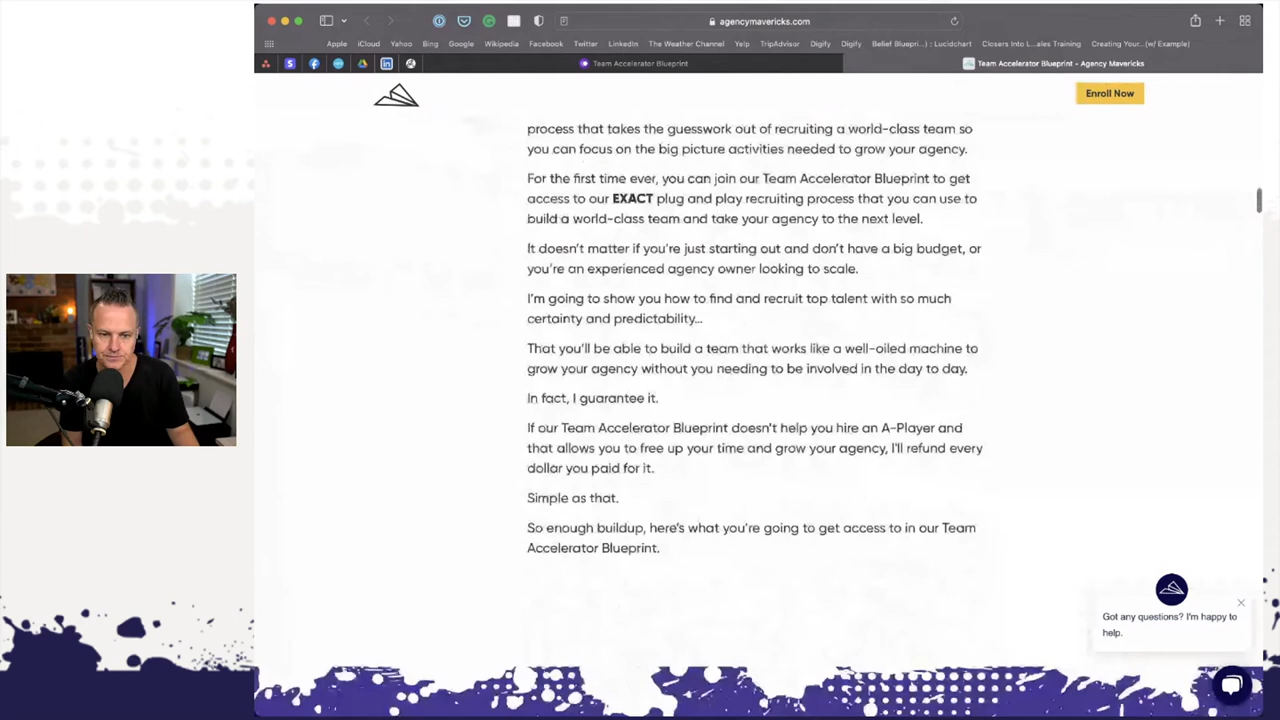 agencymavericks.com
Apple iCloud Yahoo Bing Google Wikipedia Facebook Twitter LinkedIn The Weather Channel Yelp TripAdvisor Digify Digify Belief Bluepri...) : Lucidchart Closers Into L...ales Training Creating Your...(w/ Example)
Team Accelerator Blueprint
Team Accelerator Blueprint - Agency Mavericks
Enroll Now
process that takes the guesswork out of recruiting a world-class team so
you can focus on the big picture activities needed to grow your agency.
For the first time ever, you can join our Team Accelerator Blueprint to get
access to our EXACT plug and play recruiting process that you can use to
build a world-class team and take your agency to the next level.
It doesn't matter if you're just starting out and don't have a big budget, or
you're an experienced agency owner looking to scale.
I'm going to show you how to find and recruit top talent with so much
certainty and predictability...
That you'll be able to build a team that works like a well-oiled machine to
grow your agency without you needing to be involved in the day to day.
In fact, I guarantee it.
If our Team Accelerator Blueprint doesn't help you hire an A-Player and
that allows you to free up your time and grow your agency, I'll refund every
dollar you paid for it.
Simple as that.
So enough buildup, here's what you're going to get access to in our Team
Accelerator Blueprint.
Got any questions? I'm happy to
help.